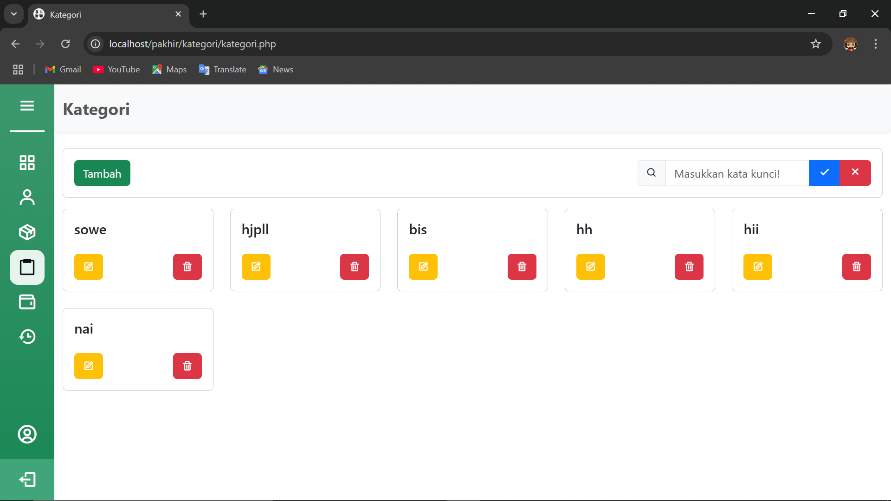 Kategori
localhost/pakhir/kategori/kategori.php
Gmail YouTube Maps Translate News
Kategori
Tambah Masukkan kata kunci!
sowe hjpll bis hh hii
nai